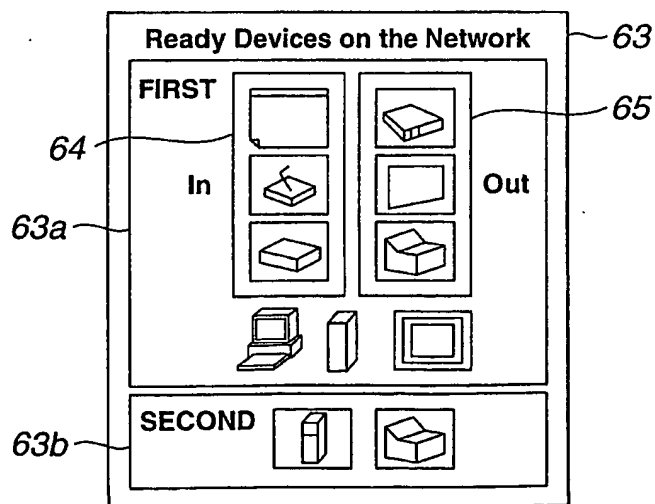 Ready Devices on the Network
63
FIRST
65
64
In
Out
63a
SECOND
63b